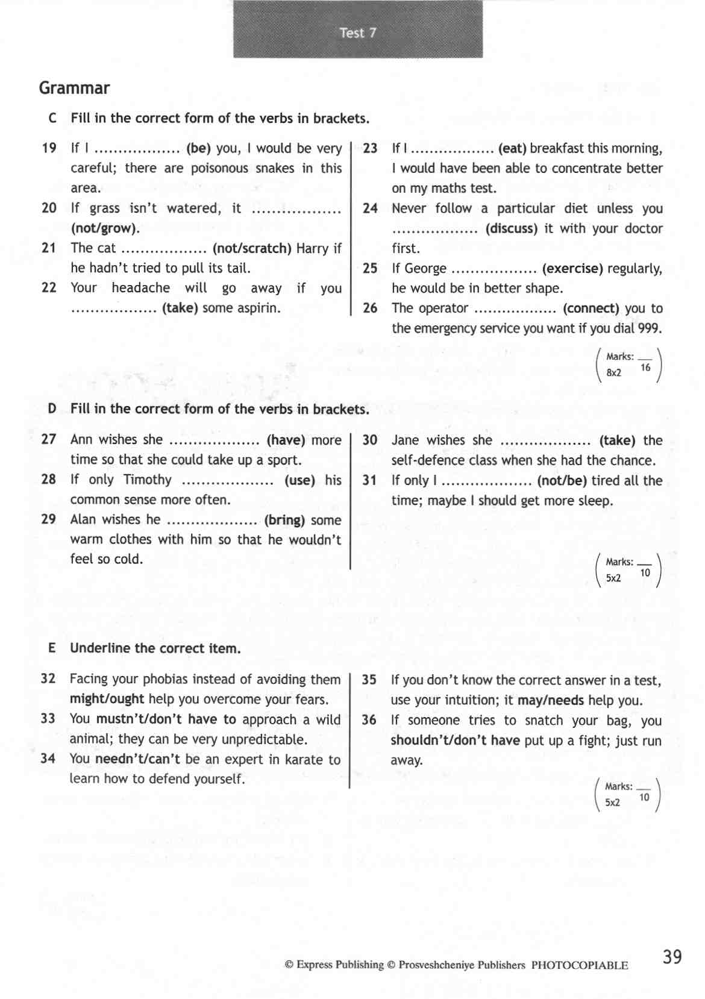 Test 7
Grammar
C Fill in the correct form of the verbs in brackets.
19 If I .................. (be) you, I would be very
careful; there are poisonous snakes in this
area.
20 If grass isn't watered, it ..................
(not/grow).
21 The cat .................. (not/scratch) Harry if
he hadn't tried to pull its tail.
22 Your headache will go away if you
.................. (take) some aspirin.
23 If I .................. (eat) breakfast this morning,
I would have been able to concentrate better
on my maths test.
24 Never follow a particular diet unless you
.................. (discuss) it with your doctor
first.
25 If George .................. (exercise) regularly,
he would be in better shape.
26 The operator .................. (connect) you to
the emergency service you want if you dial 999.
Marks: __
8x2 16
D Fill in the correct form of the verbs in brackets.
27 Ann wishes she ................... (have) more
time so that she could take up a sport.
28 If only Timothy ................... (use) his
common sense more often.
29 Alan wishes he ................... (bring) some
warm clothes with him so that he wouldn't
feel so cold.
30 Jane wishes she ................... (take) the
self-defence class when she had the chance.
31 If only I ................... (not/be) tired all the
time; maybe I should get more sleep.
Marks: __
5x2 10
E Underline the correct item.
32 Facing your phobias instead of avoiding them
might/ought help you overcome your fears.
33 You mustn't/don't have to approach a wild
animal; they can be very unpredictable.
34 You needn't/can't be an expert in karate to
learn how to defend yourself.
35 If you don't know the correct answer in a test,
use your intuition; it may/needs help you.
36 If someone tries to snatch your bag, you
shouldn't/don't have put up a fight; just run
away.
Marks: __
5x2 10
© Express Publishing © Prosveshcheniye Publishers PHOTOCOPIABLE
39